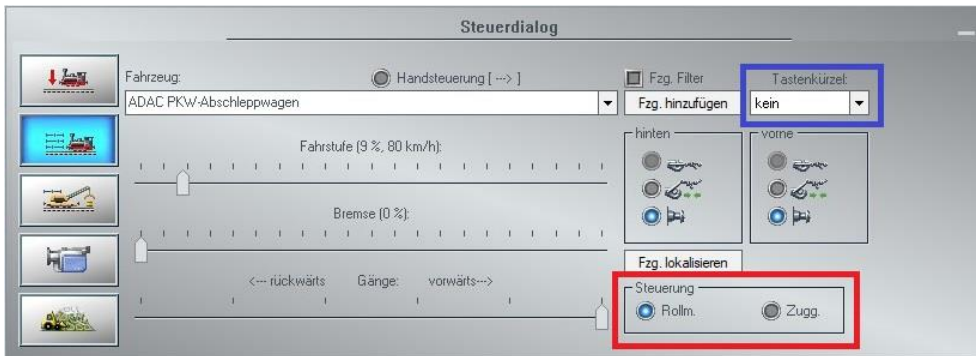 Steuerdialog
Fahrzeug:
Handsteuerung [ ---> ]
Fzg. Filter
Tastenkürzel:
ADAC PKW-Abschleppwagen
Fzg. hinzufügen
kein
Fahrstufe (9 %, 80 km/h):
hinten
vorne
Bremse (0 %):
Fzg. lokalisieren
<--- rückwärts Gänge: vorwärts--->
Steuerung
Rollm.
Zugg.